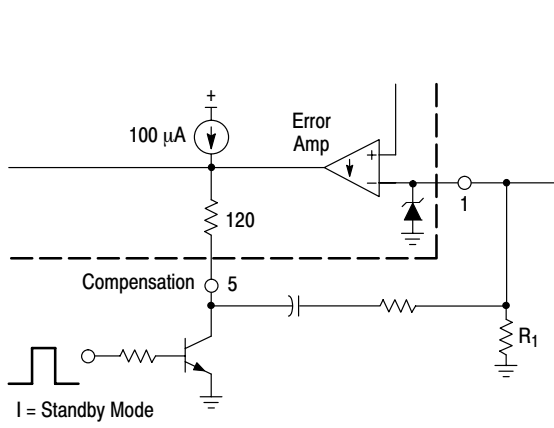 +
100 µA
Error
Amp
+
−
1
120
Compensation
5
R1
I = Standby Mode